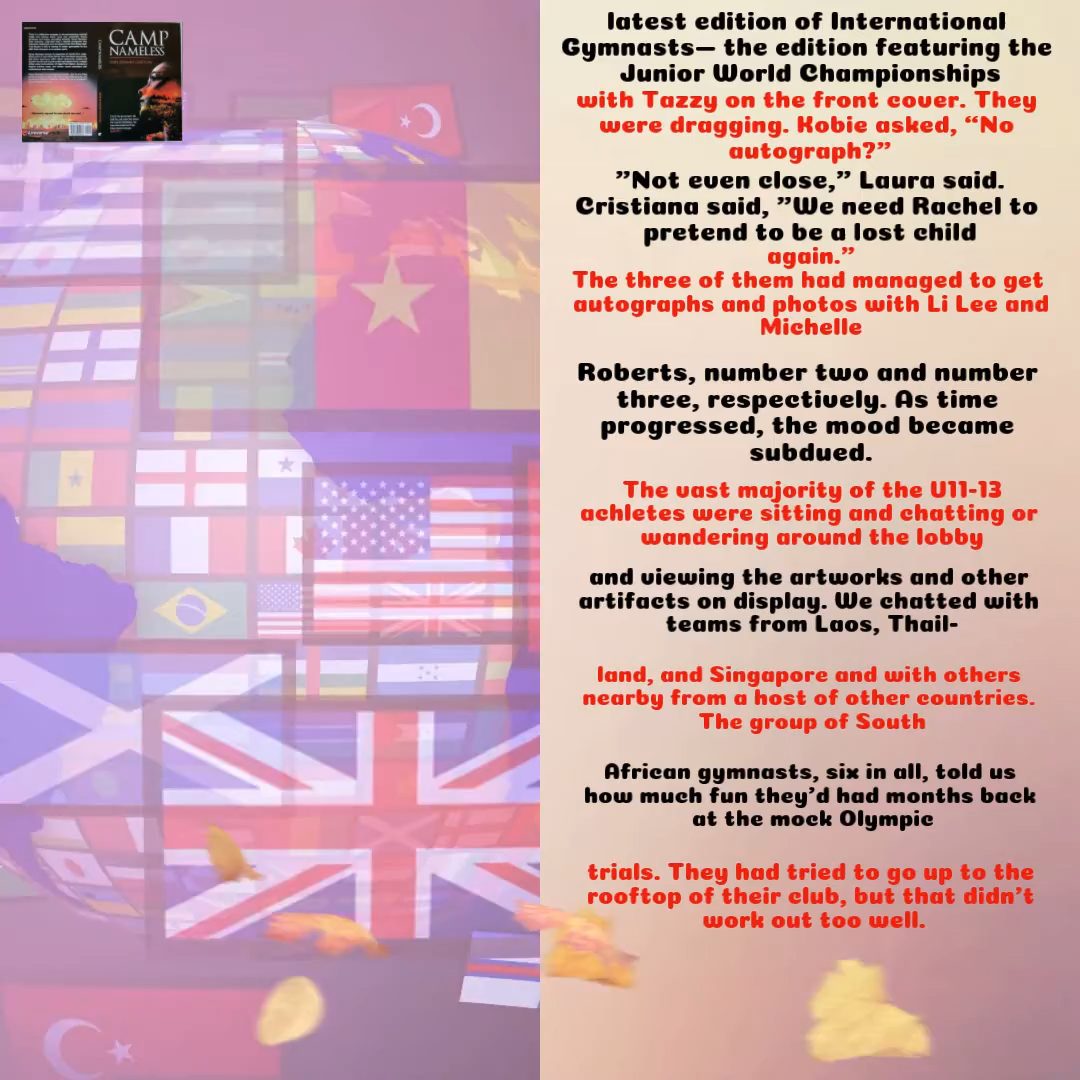 CAMP
NAMELESS
iUniverse
latest edition of International
Gymnasts— the edition featuring the
Junior World Championships
with Tazzy on the front cover. They
were dragging. Kobie asked, “No
autograph?”
”Not even close,” Laura said.
Cristiana said, ”We need Rachel to
pretend to be a lost child
again.”
The three of them had managed to get
autographs and photos with Li Lee and
Michelle
Roberts, number two and number
three, respectively. As time
progressed, the mood became
subdued.
The vast majority of the U11-13
achletes were sitting and chatting or
wandering around the lobby
and viewing the artworks and other
artifacts on display. We chatted with
teams from Laos, Thail-
land, and Singapore and with others
nearby from a host of other countries.
The group of South
African gymnasts, six in all, told us
how much fun they’d had months back
at the mock Olympic
trials. They had tried to go up to the
rooftop of their club, but that didn’t
work out too well.